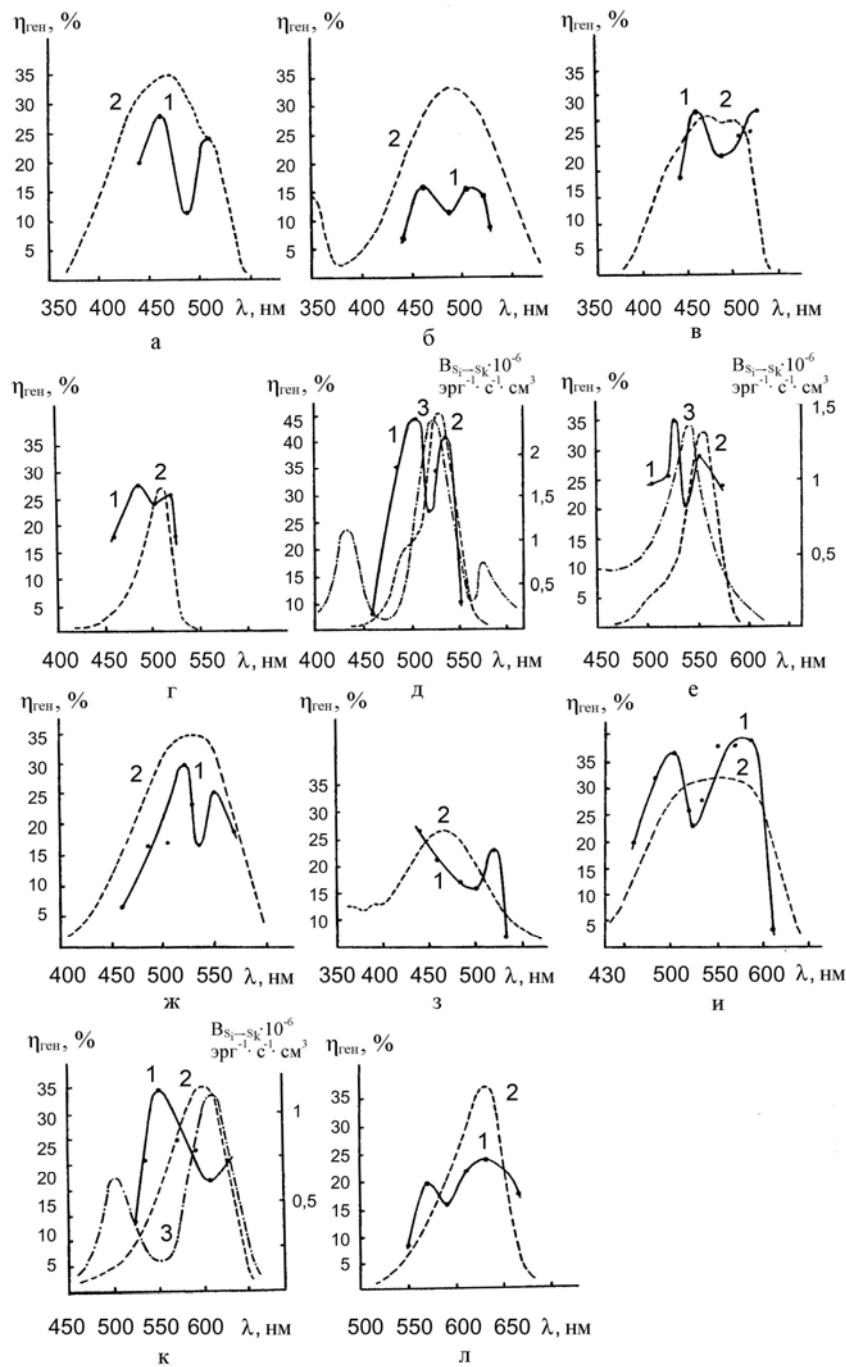 ηген, % ηген, % ηген, %
35 35 35
30 30 30
25 25 25
20 20 20
15 15 15
10 10 10
5 5 5
2 1
2 1
1 2
350 400 450 500 λ, нм 350 400 450 500 λ, нм 350 400 450 500 λ, нм
а б в
ηген, % ηген, % BSi→Sk·10⁻⁶ эрг⁻¹· с⁻¹· см³ ηген, % BSi→Sk·10⁻⁶ эрг⁻¹· с⁻¹· см³
35 30 25 20 15 10 5
1 2
45 40 35 30 25 20 15 10 5
1 3 2
2 1,5 1 0,5
35 30 25 20 15 10 5
1 3 2
1,5 1 0,5
400 450 500 550 λ, нм 400 450 500 550 λ, нм 450 500 550 600 λ, нм
г д е
ηген, % ηген, % ηген, %
35 30 25 20 15 10 5
2 1
35 30 25 20 15 10
1 2
35 30 25 20 15 10 5
1 2
400 450 500 550 λ, нм 350 400 450 500 λ, нм 430 500 550 600 λ, нм
ж з и
ηген, % BSi→Sk·10⁻⁶ эрг⁻¹· с⁻¹· см³ ηген, %
35 30 25 20 15 10 5
1 2 3
1 0,5
35 30 25 20 15 10 5
2 1
450 500 550 600 λ, нм 500 550 600 650 λ, нм
к л